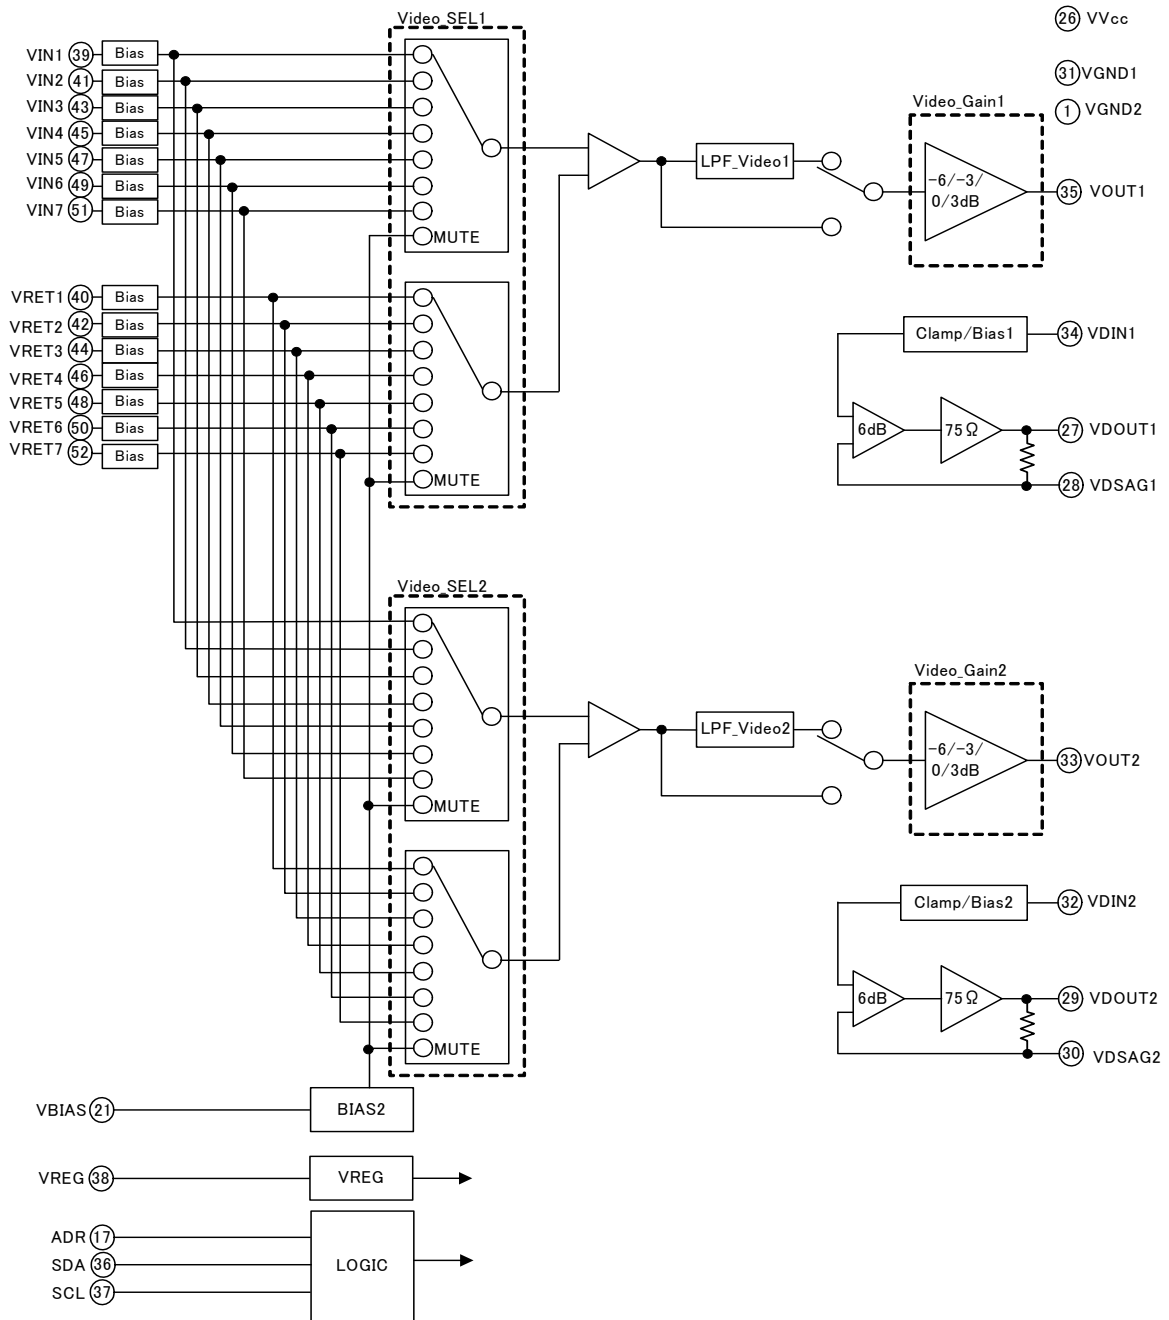 Video_SEL1
26 VVcc
VIN1 39 Bias
31 VGND1
VIN2 41 Bias
VIN3 43 Bias
Video_Gain1
1 VGND2
VIN4 45 Bias
VIN5 47 Bias
LPF_Video1
VIN6 49 Bias
-6/-3/
0/3dB
35 VOUT1
VIN7 51 Bias
MUTE
VRET1 40 Bias
VRET2 42 Bias
Clamp/Bias1
34 VDIN1
VRET3 44 Bias
VRET4 46 Bias
VRET5 48 Bias
VRET6 50 Bias
6dB
75Ω
27 VDOUT1
VRET7 52 Bias
MUTE
28 VDSAG1
Video_SEL2
Video_Gain2
LPF_Video2
-6/-3/
0/3dB
33 VOUT2
MUTE
Clamp/Bias2
32 VDIN2
6dB
75Ω
29 VDOUT2
MUTE
30 VDSAG2
VBIAS 21 BIAS2
VREG 38 VREG
ADR 17
SDA 36 LOGIC
SCL 37